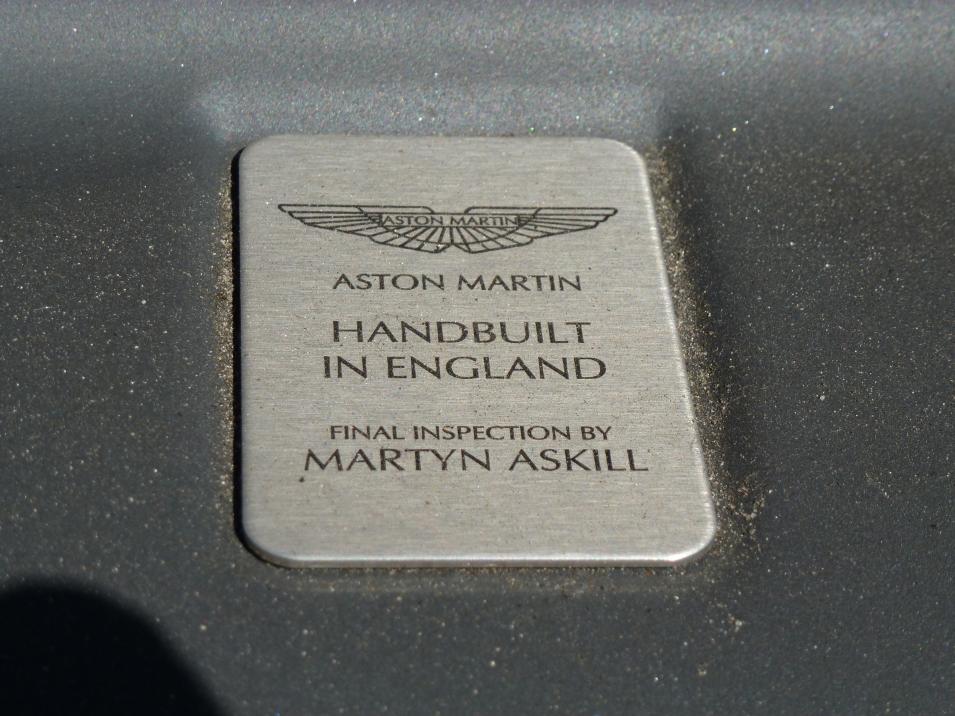 ASTON MARTIN
ASTON MARTIN
HANDBUILT
IN ENGLAND
FINAL INSPECTION BY
MARTYN ASKILL